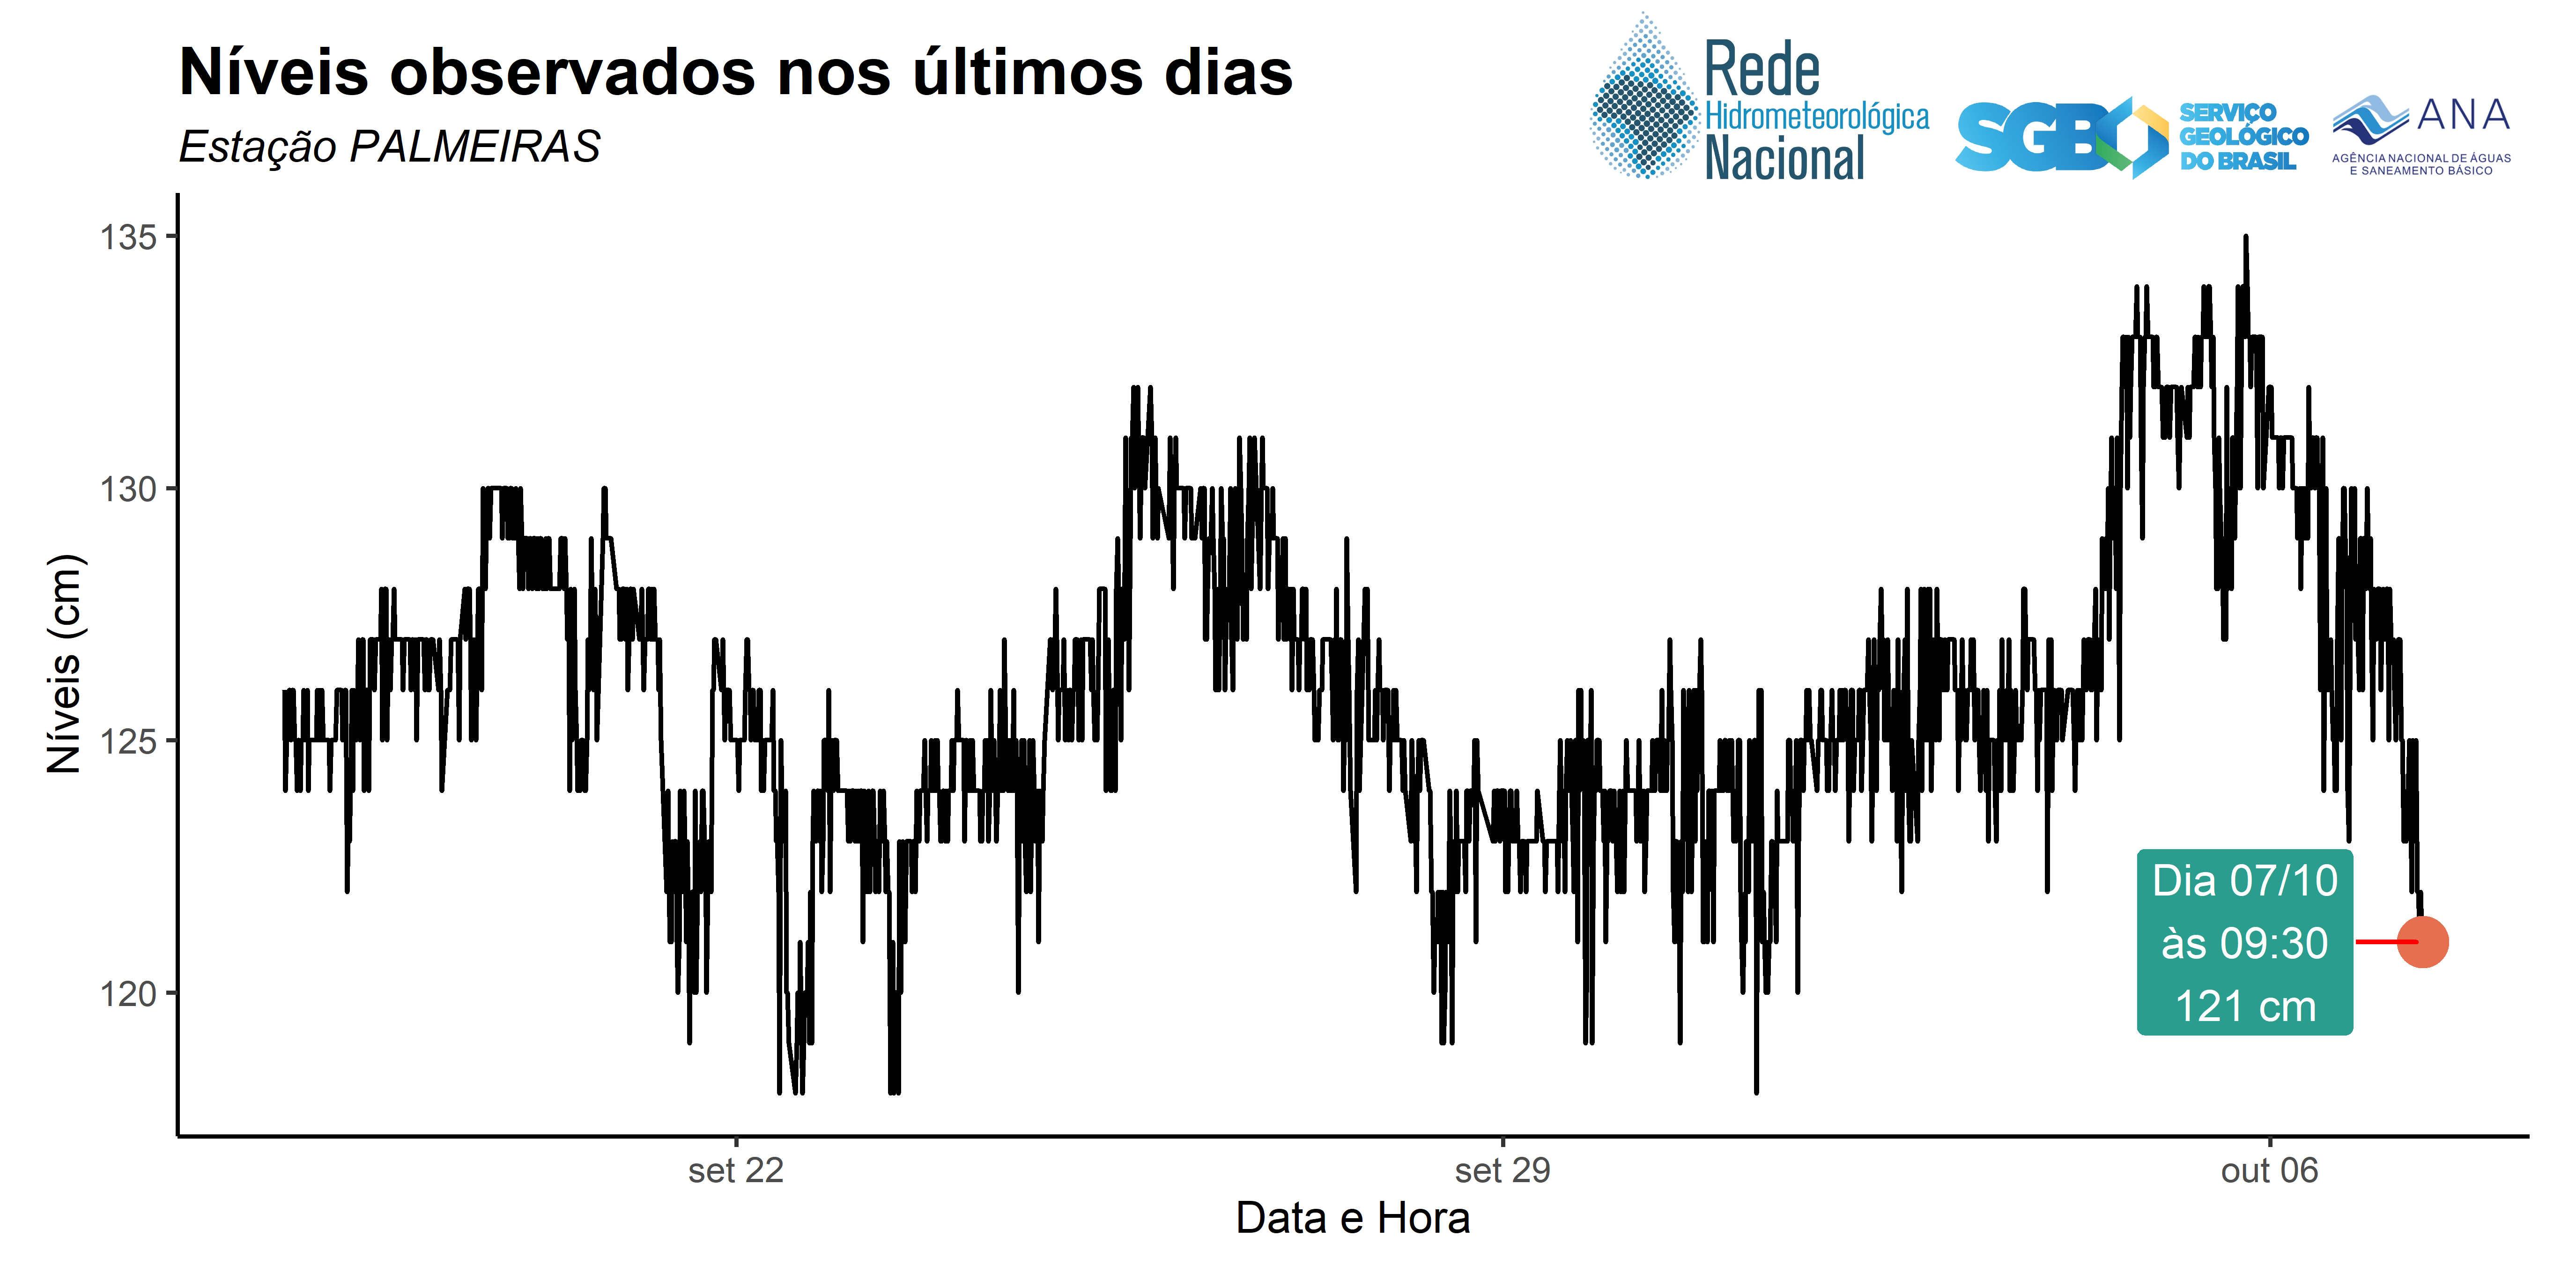 Níveis observados nos últimos dias
Estação PALMEIRAS
Rede
Hidrometeorológica
Nacional
SGB
SERVIÇO
GEOLÓGICO
DO BRASIL
ANA
AGÊNCIA NACIONAL DE ÁGUAS
E SANEAMENTO BÁSICO
Níveis (cm)
135
130
125
120
Dia 07/10
às 09:30
121 cm
set 22
set 29
out 06
Data e Hora